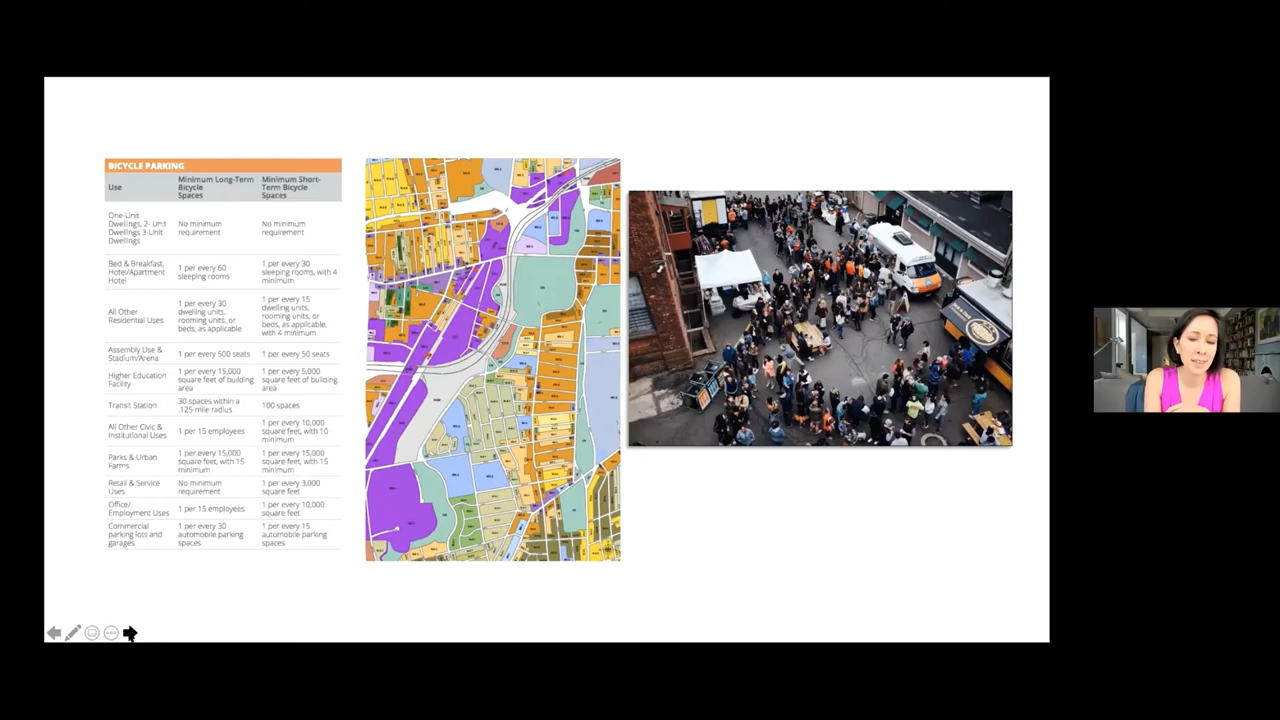 BICYCLE PARKING
Use
Minimum Long-Term
Bicycle
Spaces
Minimum Short-
Term Bicycle
Spaces
One-Unit
Dwellings, 2- Unit
Dwellings 3-Unit
Dwellings
No minimum
requirement
No minimum
requirement
Bed & Breakfast,
Hotel/Apartment
Hotel
1 per every 60
sleeping rooms
1 per every 30
sleeping rooms, with 4
minimum
All Other
Residential Uses
1 per every 30
dwelling units,
rooming units, or
beds, as applicable
1 per every 15
dwelling units,
rooming units, or
beds, as applicable,
with 4 minimum
Assembly Use &
Stadium/Arena
1 per every 500 seats
1 per every 50 seats
Higher Education
Facility
1 per every 15,000
square feet of building
area
1 per every 5,000
square feet of building
area
Transit Station
30 spaces within a
.125-mile radius
100 spaces
All Other Civic &
Institutional Uses
1 per 15 employees
1 per every 10,000
square feet, with 10
minimum
Parks & Urban
Farms
1 per every 15,000
square feet, with 15
minimum
1 per every 15,000
square feet, with 15
minimum
Retail & Service
Uses
No minimum
requirement
1 per every 3,000
square feet
Office/
Employment Uses
1 per 15 employees
1 per every 10,000
square feet
Commercial
parking lots and
garages
1 per every 30
automobile parking
spaces
1 per every 15
automobile parking
spaces